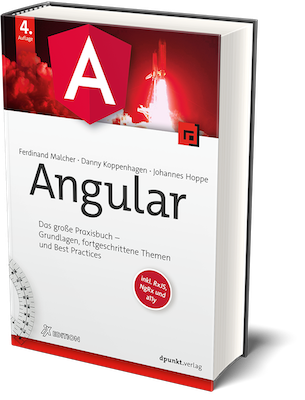 4.
Auflage
A
Ferdinand Malcher · Danny Koppenhagen · Johannes Hoppe
Angular
Das große Praxisbuch –
Grundlagen, fortgeschrittene Themen
und Best Practices
inkl. RxJS,
NgRx und
a11y
iX EDITION
dpunkt.verlag